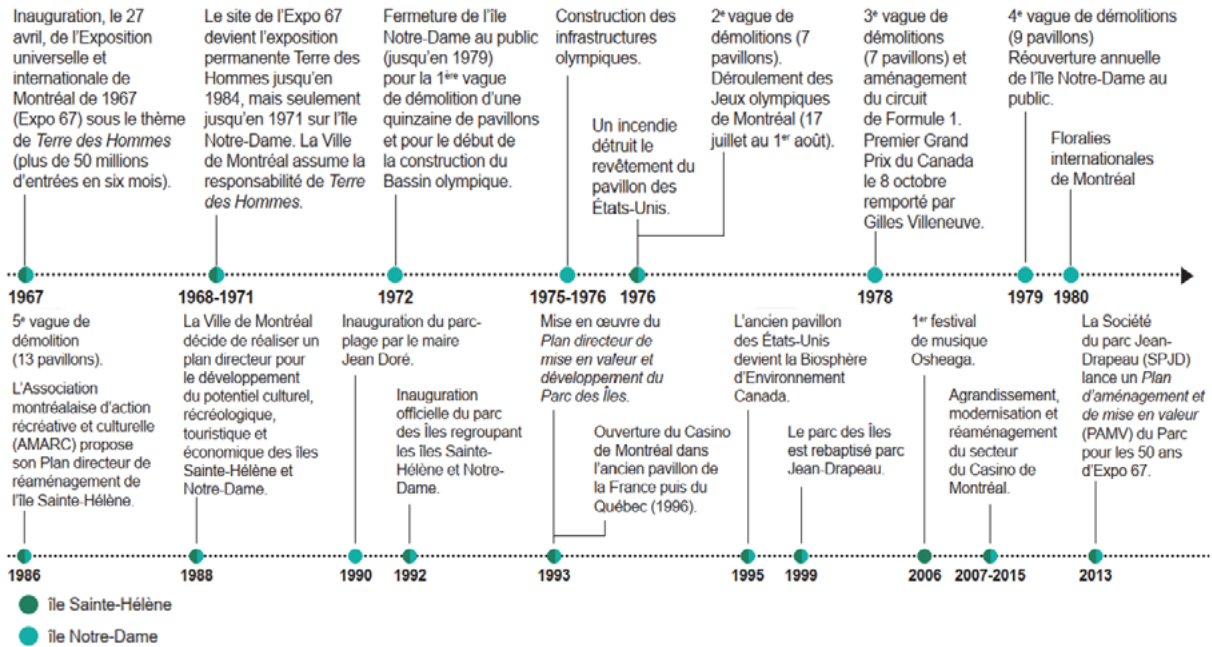 Inauguration, le 27
avril, de l'Exposition
universelle et
internationale de
Montréal de 1967
(Expo 67) sous le thème
de Terre des Hommes
(plus de 50 millions
d'entrées en six mois).
Le site de l'Expo 67
devient l'exposition
permanente Terre des
Hommes jusqu'en
1984, mais seulement
jusqu'en 1971 sur l'île
Notre-Dame. La Ville
de Montréal assume la
responsabilité de Terre
des Hommes.
Fermeture de l'île
Notre-Dame au public
(jusqu'en 1979)
pour la 1ère vague
de démolition d'une
quinzaine de pavillons
et pour le début de
la construction du
Bassin olympique.
Construction des
infrastructures
olympiques.
Un incendie
détruit le
revêtement du
pavillon des
États-Unis.
2e vague de
démolitions (7
pavillons).
Déroulement des
Jeux olympiques
de Montréal (17
juillet au 1er août).
3e vague de
démolitions
(7 pavillons) et
aménagement
du circuit
de Formule 1.
Premier Grand
Prix du Canada
le 8 octobre
remporté par
Gilles Villeneuve.
4e vague de démolitions
(9 pavillons)
Réouverture annuelle
de l'île Notre-Dame au
public.
Floralies
internationales
de Montréal
1967
1968-1971
1972
1975-1976
1976
1978
1979
1980
5e vague de
démolition
(13 pavillons).
L'Association
montréalaise d'action
récréative et culturelle
(AMARC) propose
son Plan directeur de
réaménagement de
l'île Sainte-Hélène.
La Ville de Montréal
décide de réaliser un
plan directeur pour
le développement
du potentiel culturel,
récréologique,
touristique et
économique des îles
Sainte-Hélène et
Notre-Dame.
Inauguration du parc-
plage par le maire
Jean Doré.
Inauguration
officielle du parc
des Îles regroupant
les îles Sainte-
Hélène et Notre-
Dame.
Mise en œuvre du
Plan directeur de
mise en valeur et
développement du
Parc des Îles.
Ouverture du Casino
de Montréal dans
l'ancien pavillon de
la France puis du
Québec (1996).
L'ancien pavillon
des États-Unis
devient la Biosphère
d'Environnement
Canada.
Le parc des Îles
est rebaptisé parc
Jean-Drapeau.
1er festival
de musique
Osheaga.
Agrandissement,
modernisation et
réaménagement
du secteur
du Casino de
Montréal.
La Société
du parc Jean-
Drapeau (SPJD)
lance un Plan
d'aménagement et
de mise en valeur
(PAMV) du Parc
pour les 50 ans
d'Expo 67.
1986
1988
1990
1992
1993
1995
1999
2006
2007-2015
2013
île Sainte-Hélène
île Notre-Dame